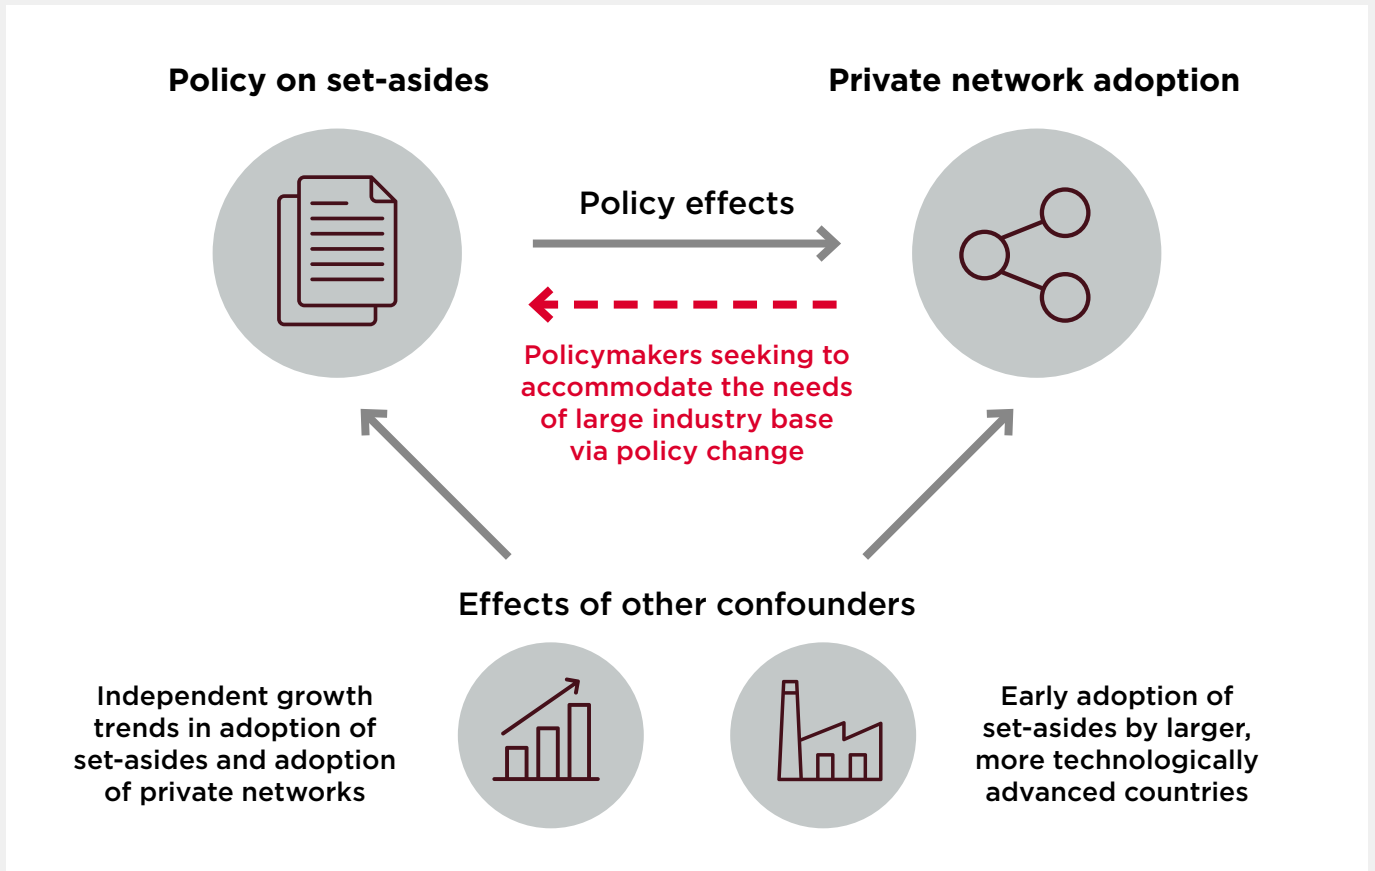 Policy on set-asides
Private network adoption
Policy effects
Policymakers seeking to
accommodate the needs
of large industry base
via policy change
Effects of other confounders
Independent growth
trends in adoption of
set-asides and adoption
of private networks
Early adoption of
set-asides by larger,
more technologically
advanced countries